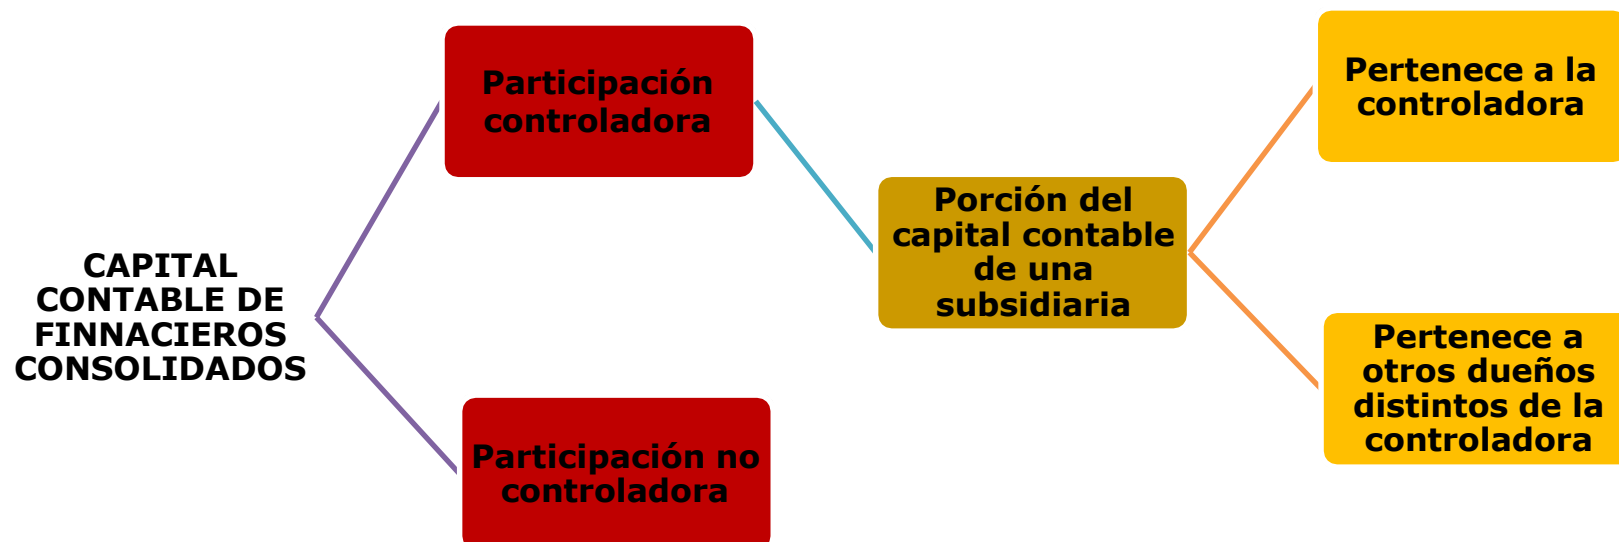 CAPITAL
CONTABLE DE
FINNACIEROS
CONSOLIDADOS
Participación
controladora
Participación no
controladora
Porción del
capital contable
de una
subsidiaria
Pertenece a la
controladora
Pertenece a
otros dueños
distintos de la
controladora